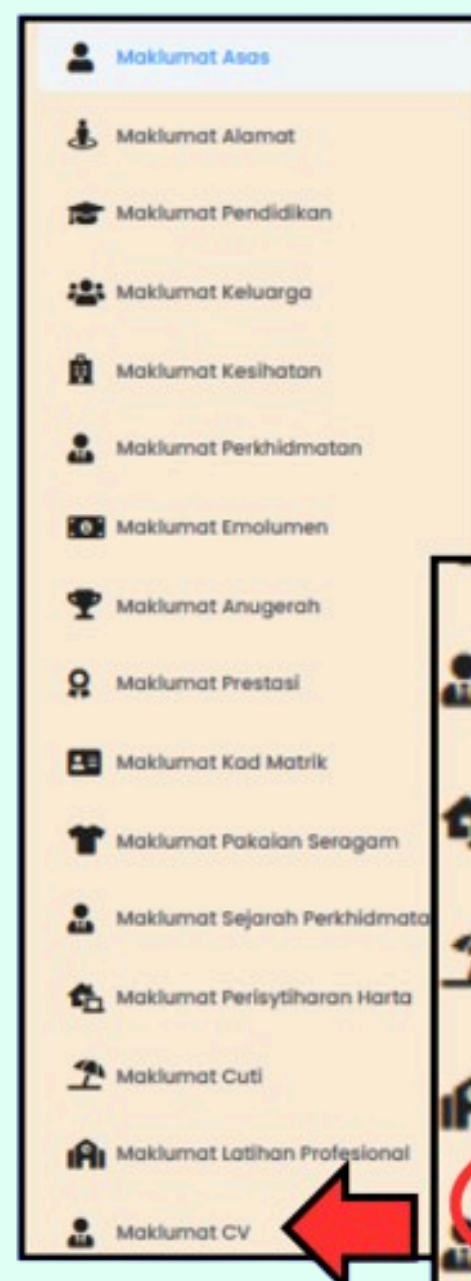 Maklumat Asas
Maklumat Alamat
Maklumat Pendidikan
Maklumat Keluarga
Maklumat Kesihatan
Maklumat Perkhidmatan
Maklumat Emolumen
Maklumat Anugerah
Maklumat Prestasi
Maklumat Kad Matrik
Maklumat Pakaian Seragam
Maklumat Sejarah Perkhidmata
Maklumat Perisytiharan Harta
Maklumat Cuti
Maklumat Latihan Profesional
Maklumat CV